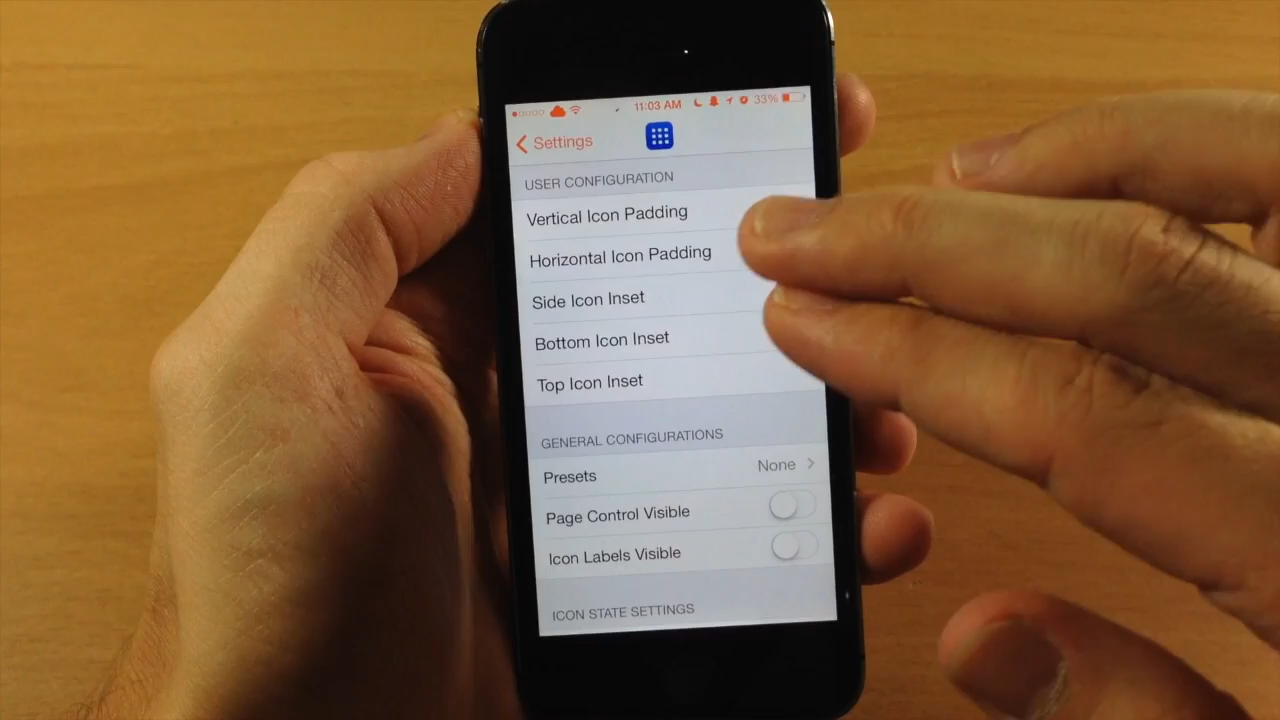 11:03 AM 33%
Settings
USER CONFIGURATION
Vertical Icon Padding
Horizontal Icon Padding
Side Icon Inset
Bottom Icon Inset
Top Icon Inset
GENERAL CONFIGURATIONS
Presets None
Page Control Visible
Icon Labels Visible
ICON STATE SETTINGS